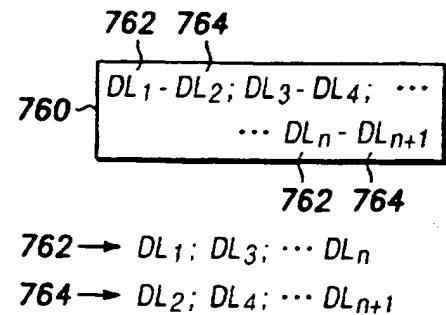 762 764
760 DL₁ - DL₂; DL₃ - DL₄; ···
··· DLₙ - DLₙ₊₁
762 764
762 → DL₁; DL₃; ··· DLₙ
764 → DL₂; DL₄; ··· DLₙ₊₁